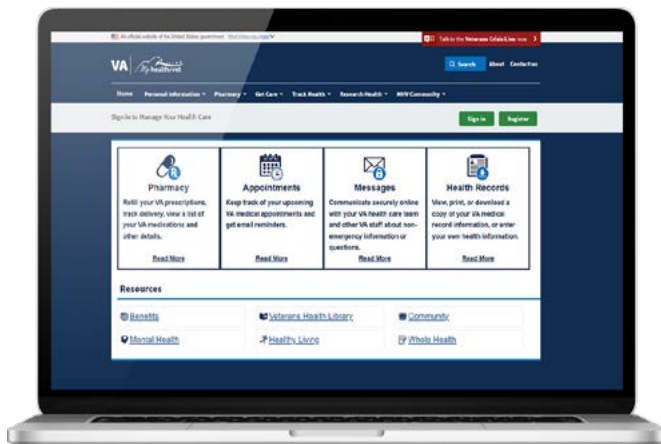 An official website of the United States government Here's how you know
Talk to the Veterans Crisis Line now
VA My HealtheVet
Search About Contact Us
Home Personal Information Pharmacy Get Care Track Health Research Health MHV Community
Sign in to Manage Your Health Care Sign in Register
Pharmacy
Refill your VA prescriptions,
track delivery, view a list of
your VA medications and
other details.
Read More
Appointments
Keep track of your upcoming
VA medical appointments and
get email reminders.
Read More
Messages
Communicate securely online
with your VA health care team
and other VA staff about non-
emergency information or
questions.
Read More
Health Records
View, print, or download a
copy of your VA medical
record information, or enter
your own health information.
Read More
Resources
Benefits Veterans Health Library Community
Mental Health Healthy Living Whole Health